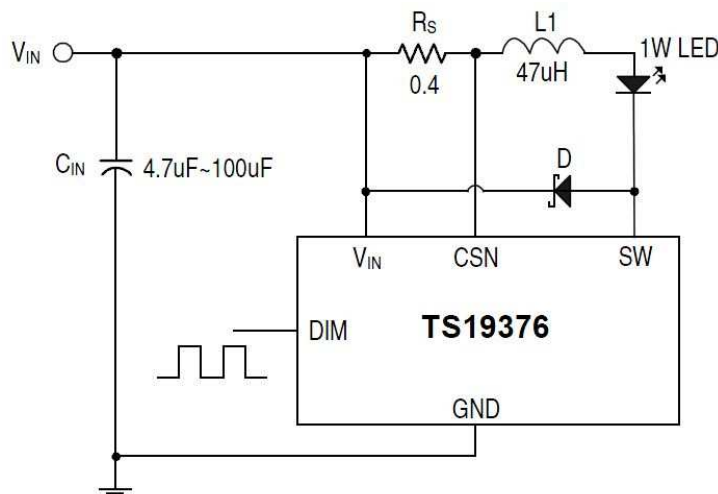 RS
L1
1W LED
VIN
47uH
0.4
D
CIN
4.7uF~100uF
VIN
CSN
SW
DIM
TS19376
GND